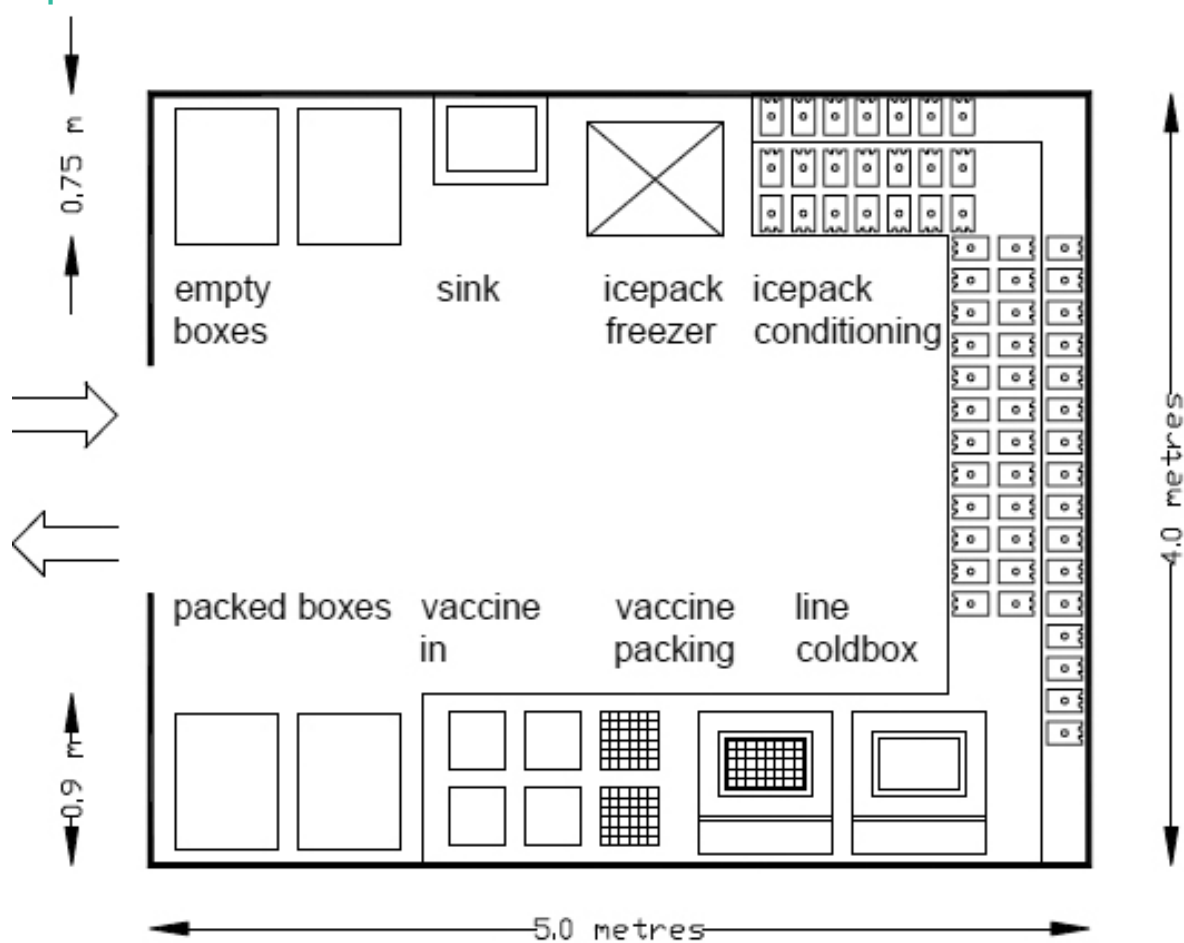 0.75 m
empty
boxes
sink
icepack
freezer
icepack
conditioning
4.0 metres
packed boxes
vaccine
in
vaccine
packing
line
coldbox
0.9 m
5.0 metres